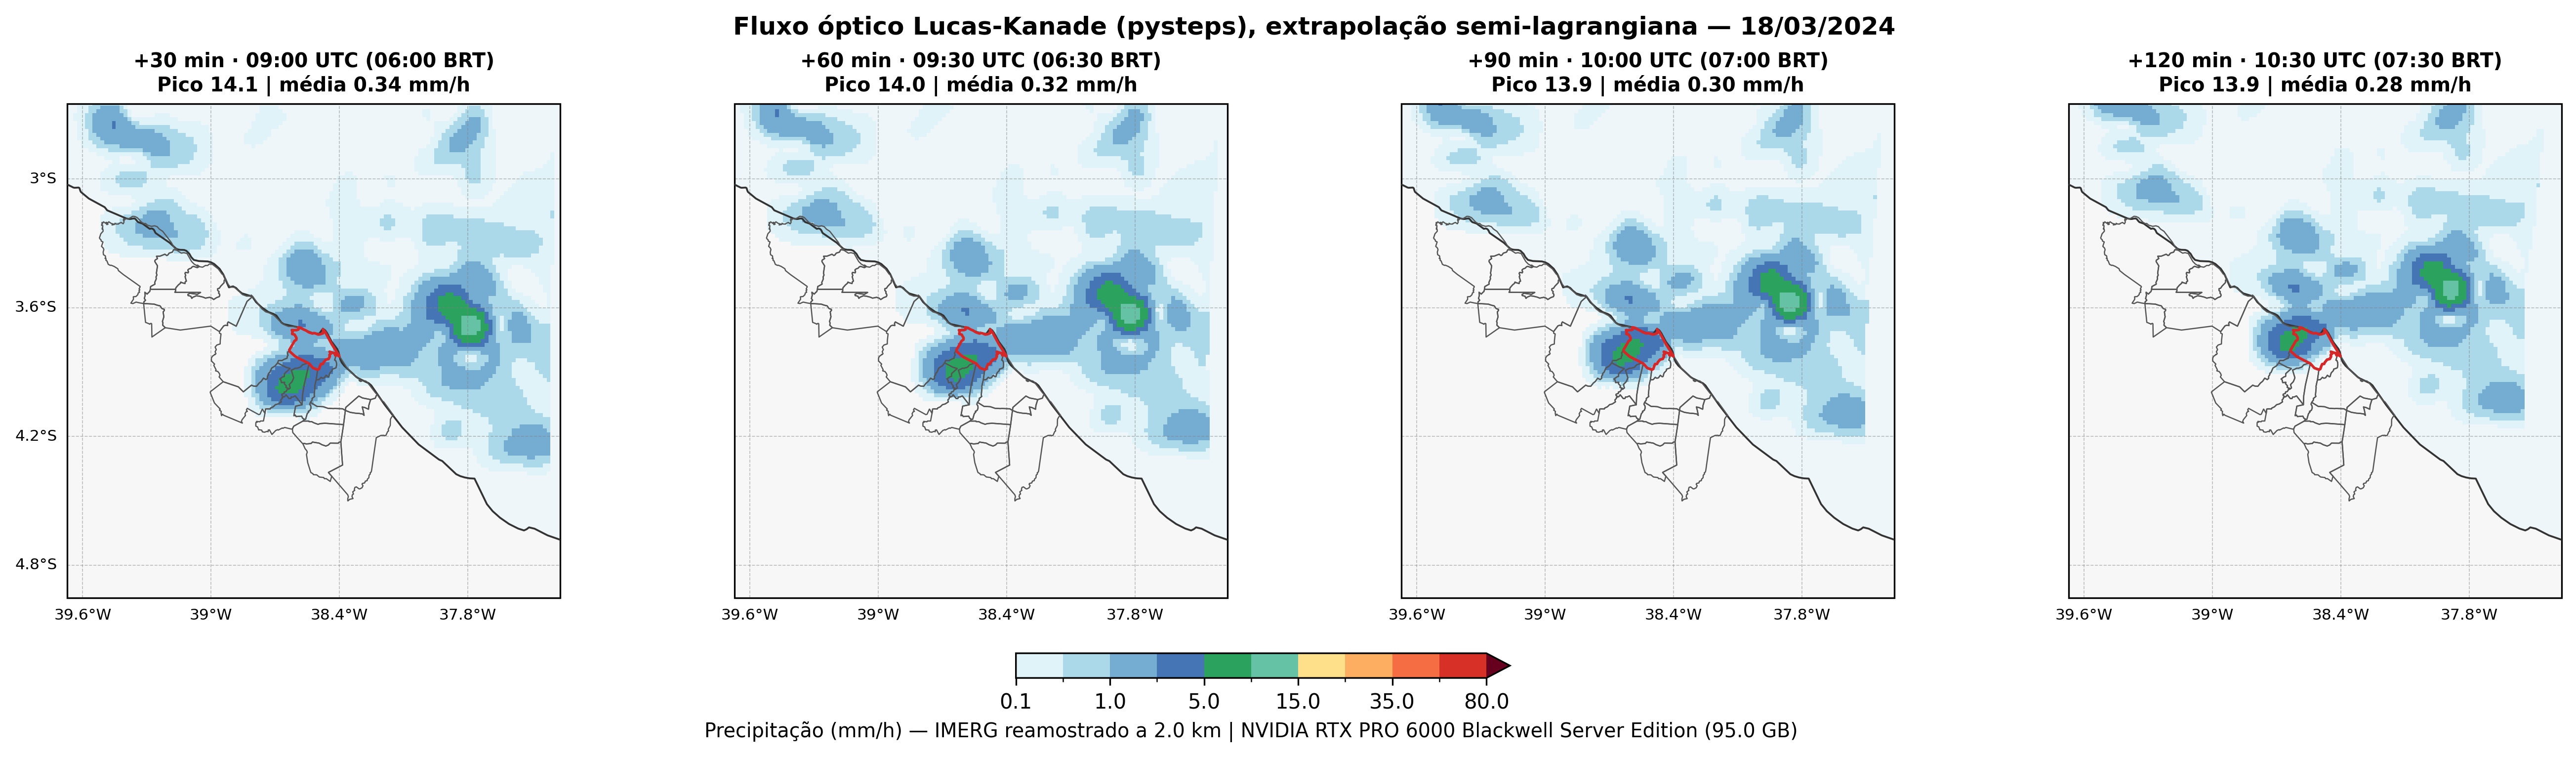 Fluxo óptico Lucas-Kanade (pysteps), extrapolação semi-lagrangiana — 18/03/2024
+30 min · 09:00 UTC (06:00 BRT)
Pico 14.1 | média 0.34 mm/h
+60 min · 09:30 UTC (06:30 BRT)
Pico 14.0 | média 0.32 mm/h
+90 min · 10:00 UTC (07:00 BRT)
Pico 13.9 | média 0.30 mm/h
+120 min · 10:30 UTC (07:30 BRT)
Pico 13.9 | média 0.28 mm/h
3°S
3.6°S
4.2°S
4.8°S
39.6°W 39°W 38.4°W 37.8°W
39.6°W 39°W 38.4°W 37.8°W
39.6°W 39°W 38.4°W 37.8°W
39.6°W 39°W 38.4°W 37.8°W
0.1 1.0 5.0 15.0 35.0 80.0
Precipitação (mm/h) — IMERG reamostrado a 2.0 km | NVIDIA RTX PRO 6000 Blackwell Server Edition (95.0 GB)